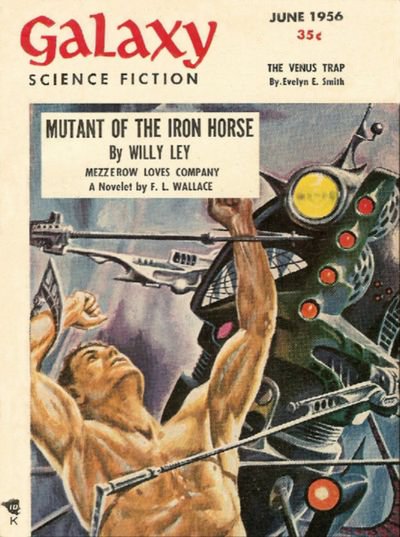 Galaxy
SCIENCE FICTION
JUNE 1956
35¢
THE VENUS TRAP
By Evelyn E. Smith
MUTANT OF THE IRON HORSE
By WILLY LEY
MEZZEROW LOVES COMPANY
A Novelet by F. L. WALLACE
K